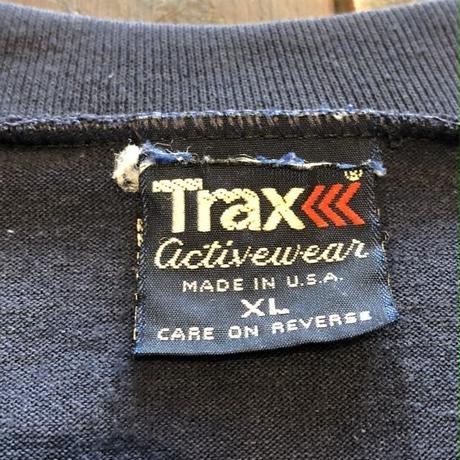 Trax®
activewear
MADE IN U.S.A.
XL
CARE ON REVERSE